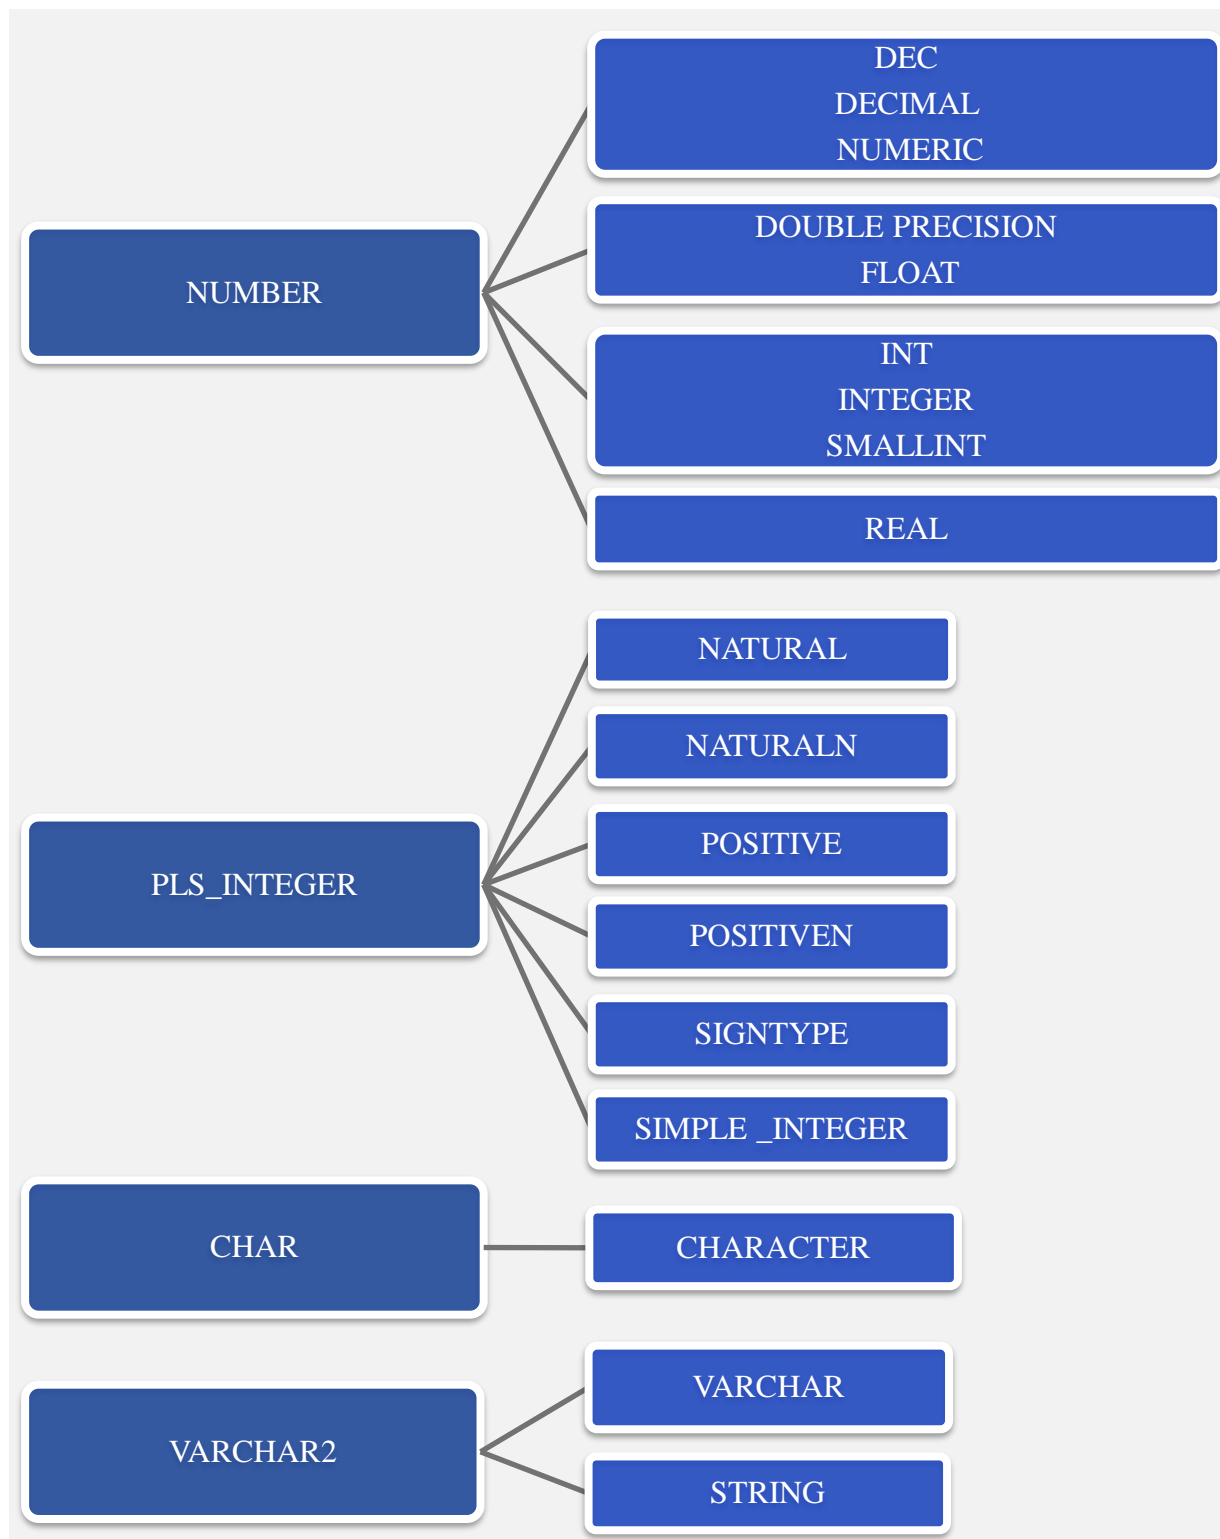 NUMBER
DEC
DECIMAL
NUMERIC
DOUBLE PRECISION
FLOAT
INT
INTEGER
SMALLINT
REAL
PLS_INTEGER
NATURAL
NATURALN
POSITIVE
POSITIVEN
SIGNTYPE
SIMPLE _INTEGER
CHAR
CHARACTER
VARCHAR2
VARCHAR
STRING